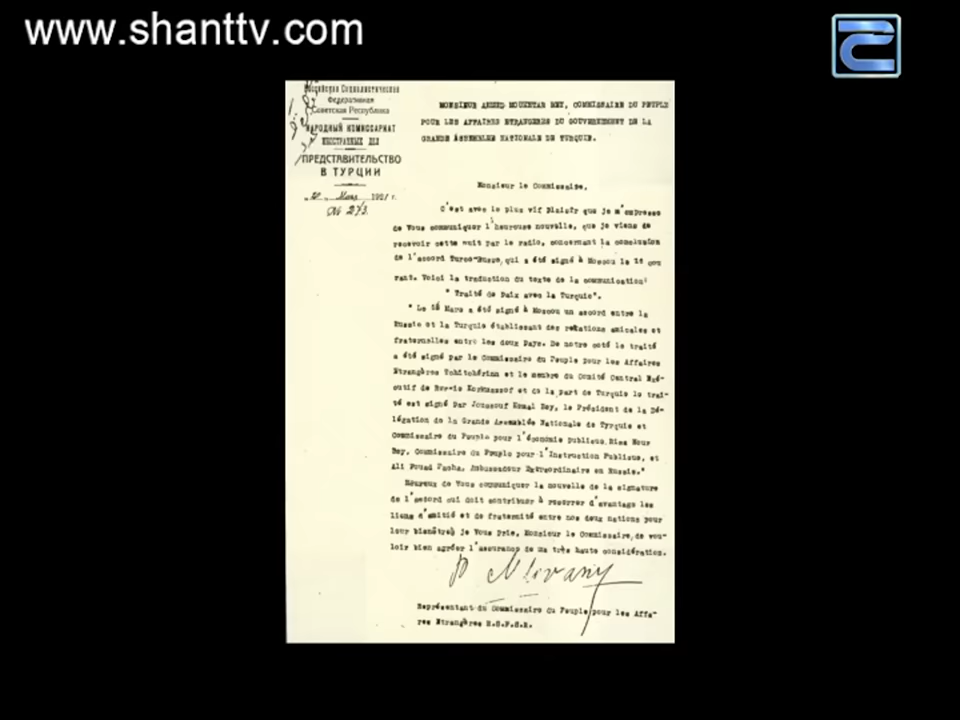 www.shanttv.com
Российская Социалистическая
Федеративная
Советская Республика
НАРОДНЫЙ КОМИССАРИАТ
ИНОСТРАННЫХ ДЕЛ
ПРЕДСТАВИТЕЛЬСТВО
В ТУРЦИИ
"20" 1921 г.
№ 273.
MONSIEUR AHMED MOUKHTAR BEY, COMMISSAIRE DU PEUPLE
POUR LES AFFAIRES ETRANGERES DU GOUVERNEMENT DE LA
GRANDE ASSEMBLEE NATIONALE DE TURQUIE.
Monsieur le Commissaire,
C'est avec le plus vif plaisir que je m'empresse
de Vous communiquer l'heureuse nouvelle, que je viens de
recevoir cette nuit par le radio, concernant la conclusion
de l'accord Turco-Russe, qui a été signé à Moscou le 16 cou
rant. Voici la traduction du texte de la communication:
" Traité de Paix avec la Turquie".
" Le 16 Mars a été signé à Moscou un accord entre la
Russie et la Turquie établissant des relations amicales et
fraternelles entre les deux Pays. De notre coté le traité
a été signé par le Commissaire du Peuple pour les Affaires
Etrangères Tchitchérinn et le membre du Comité Central Exé-
cutif de Russie et de la part de Turquie le trai-
té est signé par Joussouf Kemal Bey, le Président de la Dé-
légation de la Grande Assemblée Nationale de Turquie et
Commissaire du Peuple pour l'économie publique, Riza Nour
Bey, Commissaire du Peuple pour l'Instruction Publique, et
Ali Fouad Pacha, Ambassadeur Extraordinaire en Russie."
Heureux de Vous communiquer la nouvelle de la signature
de l'accord qui doit contribuer à resserrer d'avantage les
liens d'amitié et de fraternité entre nos deux nations pour
leur bienêtre, je Vous Prie, Monsieur le Commissaire, de vou-
loir bien agréer l'assurance de ma très haute considération.
Représentant du Commissaire du Peuple pour les Affai-
res Etrangères R.S.F.S.R.